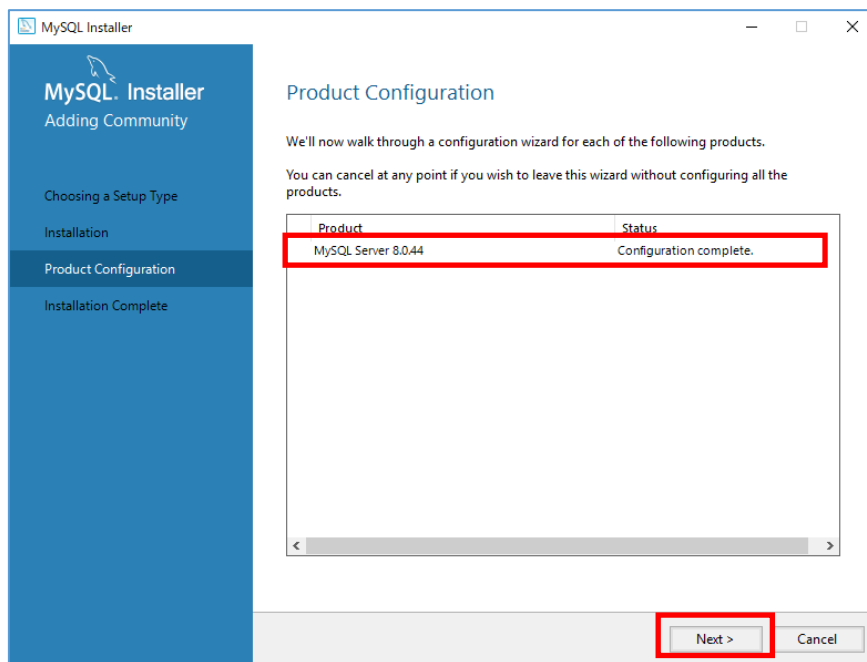 MySQL Installer
MySQL. Installer
Adding Community
Choosing a Setup Type
Installation
Product Configuration
Installation Complete
Product Configuration
We'll now walk through a configuration wizard for each of the following products.
You can cancel at any point if you wish to leave this wizard without configuring all the
products.
Product Status
MySQL Server 8.0.44 Configuration complete.
Next > Cancel